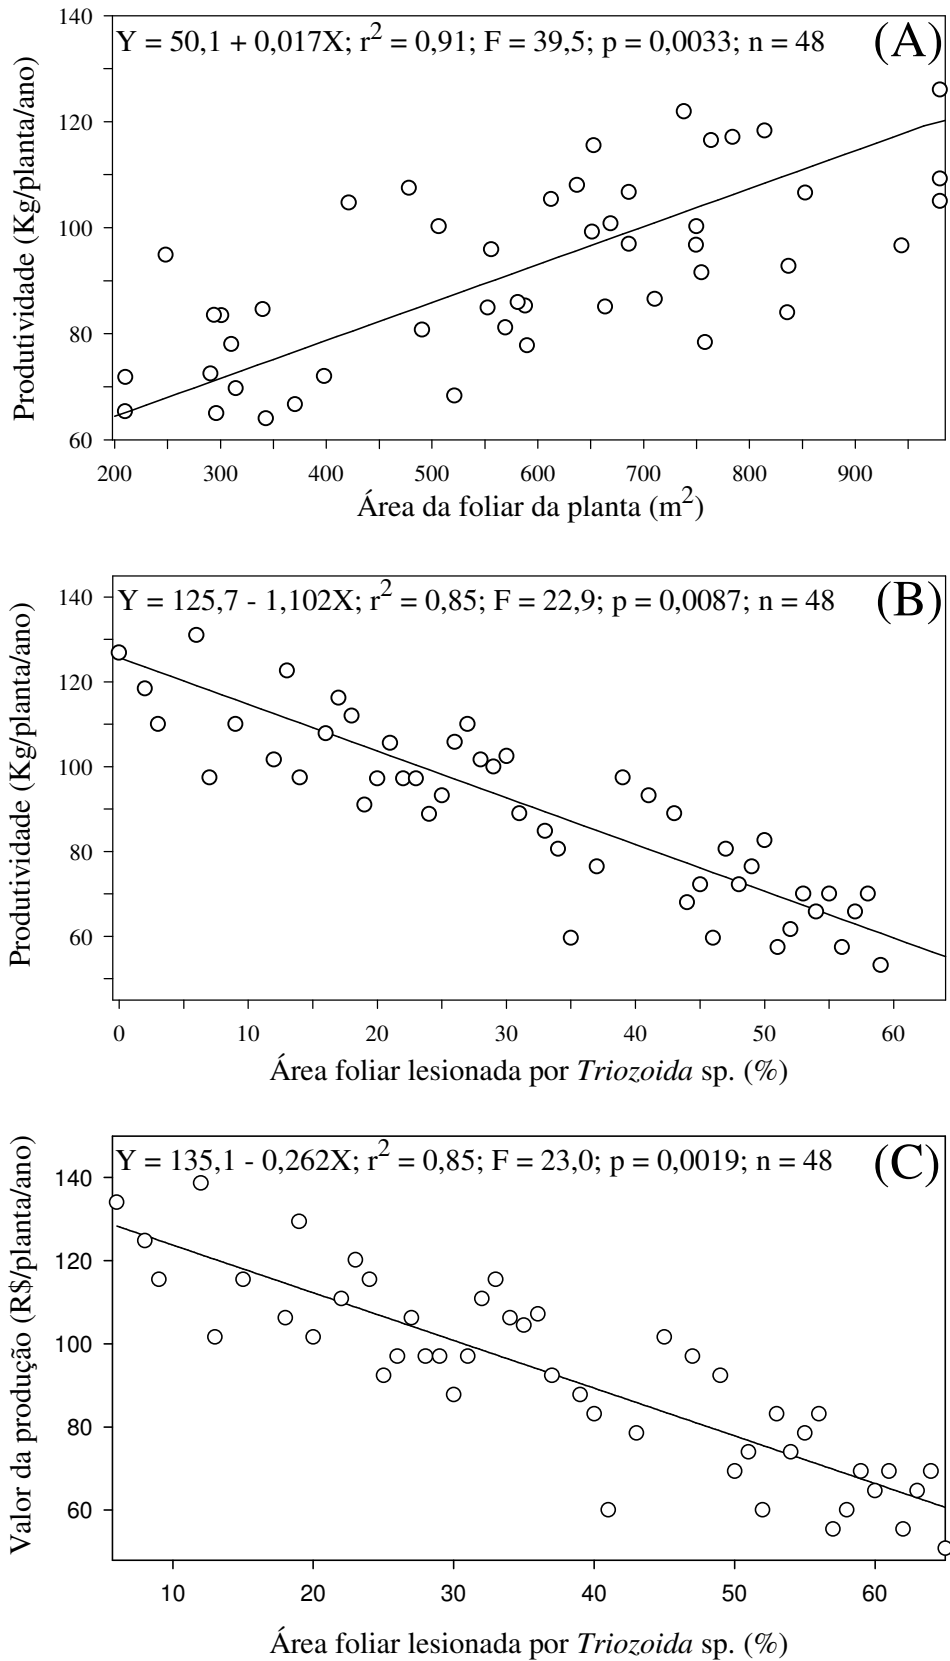 Y = 50,1 + 0,017X; r² = 0,91; F = 39,5; p = 0,0033; n = 48
(A)
140
120
100
80
60
Produtividade (Kg/planta/ano)
200 300 400 500 600 700 800 900
Área da foliar da planta (m²)
Y = 125,7 - 1,102X; r² = 0,85; F = 22,9; p = 0,0087; n = 48
(B)
140
120
100
80
60
Produtividade (Kg/planta/ano)
0 10 20 30 40 50 60
Área foliar lesionada por Triozoida sp. (%)
Y = 135,1 - 0,262X; r² = 0,85; F = 23,0; p = 0,0019; n = 48
(C)
140
120
100
80
60
Valor da produção (R$/planta/ano)
10 20 30 40 50 60
Área foliar lesionada por Triozoida sp. (%)